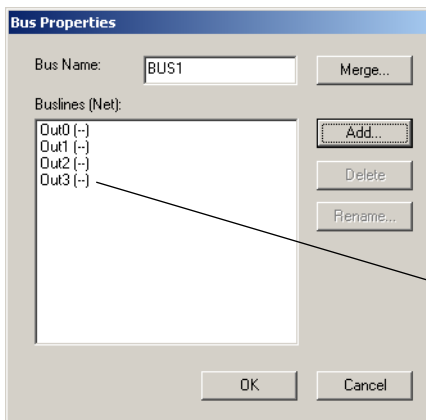 Bus Properties
Bus Name: BUS1 Merge...
Buslines (Net):
Out0 (--)
Out1 (--)
Out2 (--)
Out3 (--)
Add...
Delete
Rename...
OK Cancel